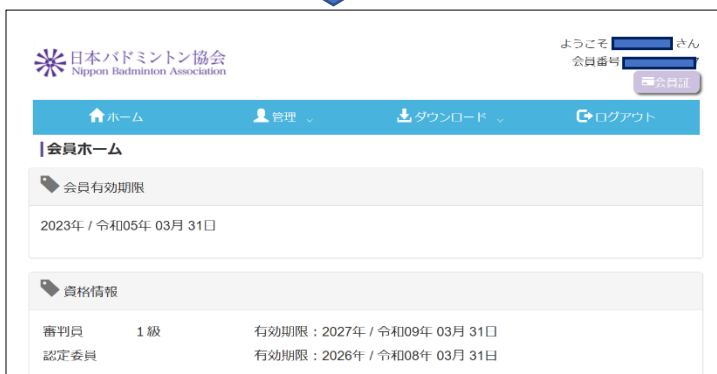 日本バドミントン協会
Nippon Badminton Association
ようこそ さん
会員番号
会員証
ホーム
管理
ダウンロード
ログアウト
会員ホーム
会員有効期限
2023年 / 令和05年 03月 31日
資格情報
審判員 1級 有効期限：2027年 / 令和09年 03月 31日
認定委員 有効期限：2026年 / 令和08年 03月 31日